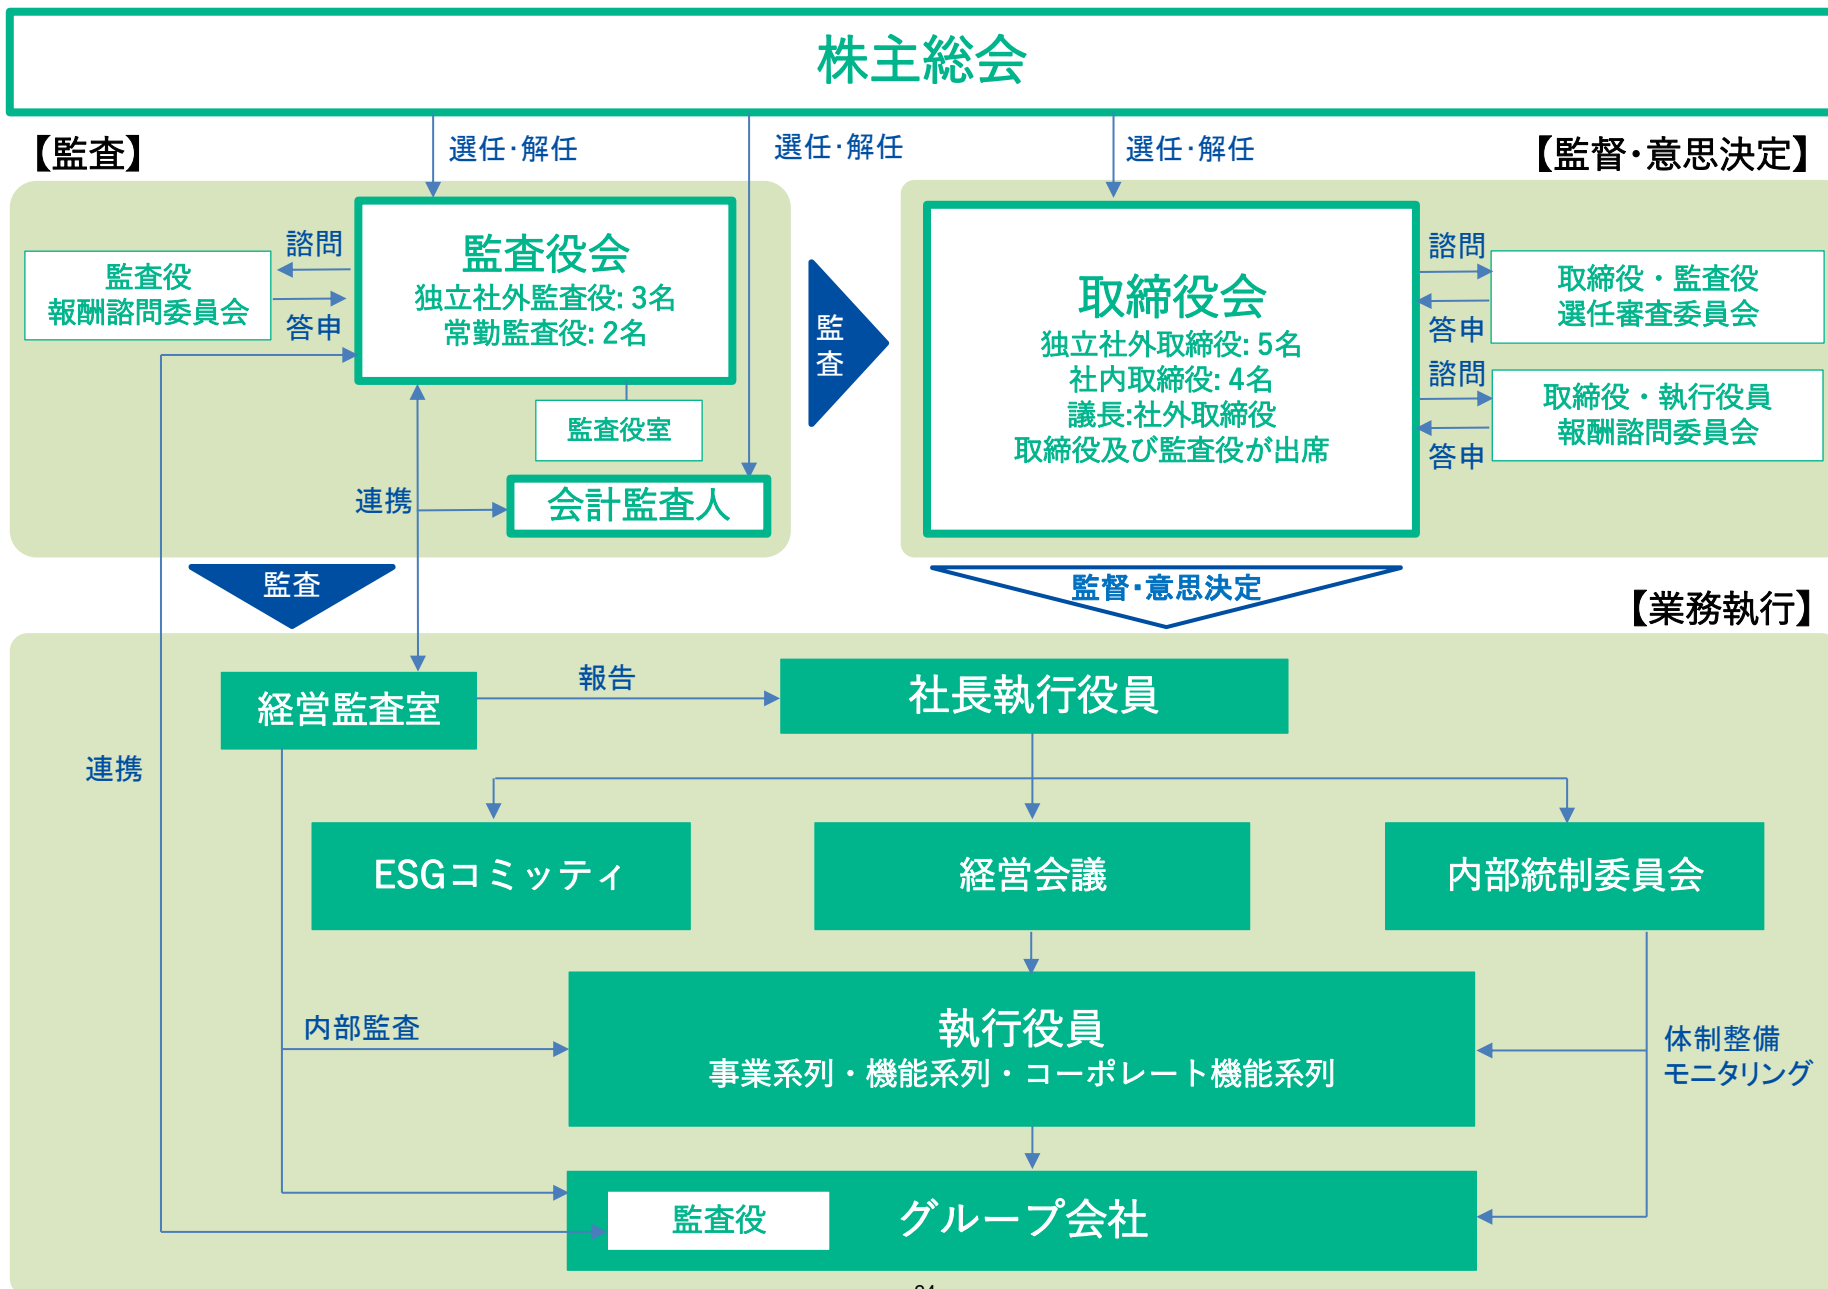 株主総会
【監査】
選任・解任
選任・解任
選任・解任
【監督・意思決定】
諮問
監査役
報酬諮問委員会
答申
監査役会
独立社外監査役: 3名
常勤監査役: 2名
監査役室
連携
会計監査人
監
査
取締役会
独立社外取締役: 5名
社内取締役: 4名
議長:社外取締役
取締役及び監査役が出席
諮問
取締役・監査役
選任審査委員会
答申
諮問
取締役・執行役員
報酬諮問委員会
答申
監査
監督・意思決定
【業務執行】
経営監査室
報告
社長執行役員
連携
ESGコミッティ
経営会議
内部統制委員会
内部監査
執行役員
事業系列・機能系列・コーポレート機能系列
体制整備
モニタリング
監査役
グループ会社